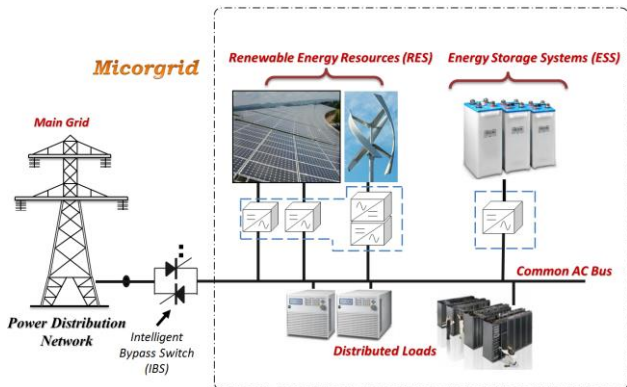 Renewable Energy Resources (RES)
Energy Storage Systems (ESS)
Micorgrid
Main Grid
Common AC Bus
Power Distribution
Network
Intelligent
Bypass Switch
(IBS)
Distributed Loads